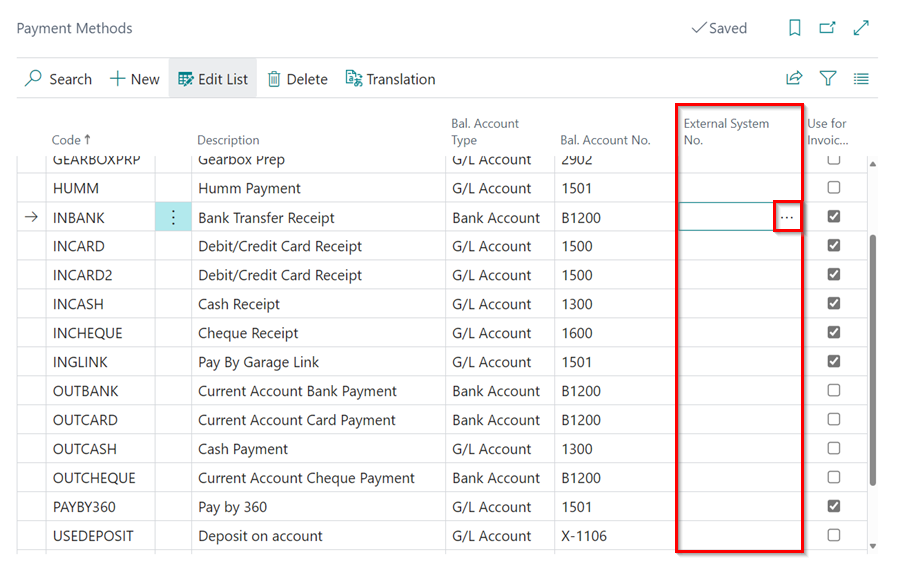 Payment Methods
Saved
Search New Edit List Delete Translation
Code ↑ Description Bal. Account Type Bal. Account No. External System No. Use for Invoic...
GEARBOXPRP Gearbox Prep G/L Account 2902
HUMM Humm Payment G/L Account 1501
INBANK Bank Transfer Receipt Bank Account B1200 ...
INCARD Debit/Credit Card Receipt G/L Account 1500
INCARD2 Debit/Credit Card Receipt G/L Account 1500
INCASH Cash Receipt G/L Account 1300
INCHEQUE Cheque Receipt G/L Account 1600
INGLINK Pay By Garage Link G/L Account 1501
OUTBANK Current Account Bank Payment Bank Account B1200
OUTCARD Current Account Card Payment Bank Account B1200
OUTCASH Cash Payment G/L Account 1300
OUTCHEQUE Current Account Cheque Payment Bank Account B1200
PAYBY360 Pay by 360 G/L Account 1501
USEDEPOSIT Deposit on account G/L Account X-1106